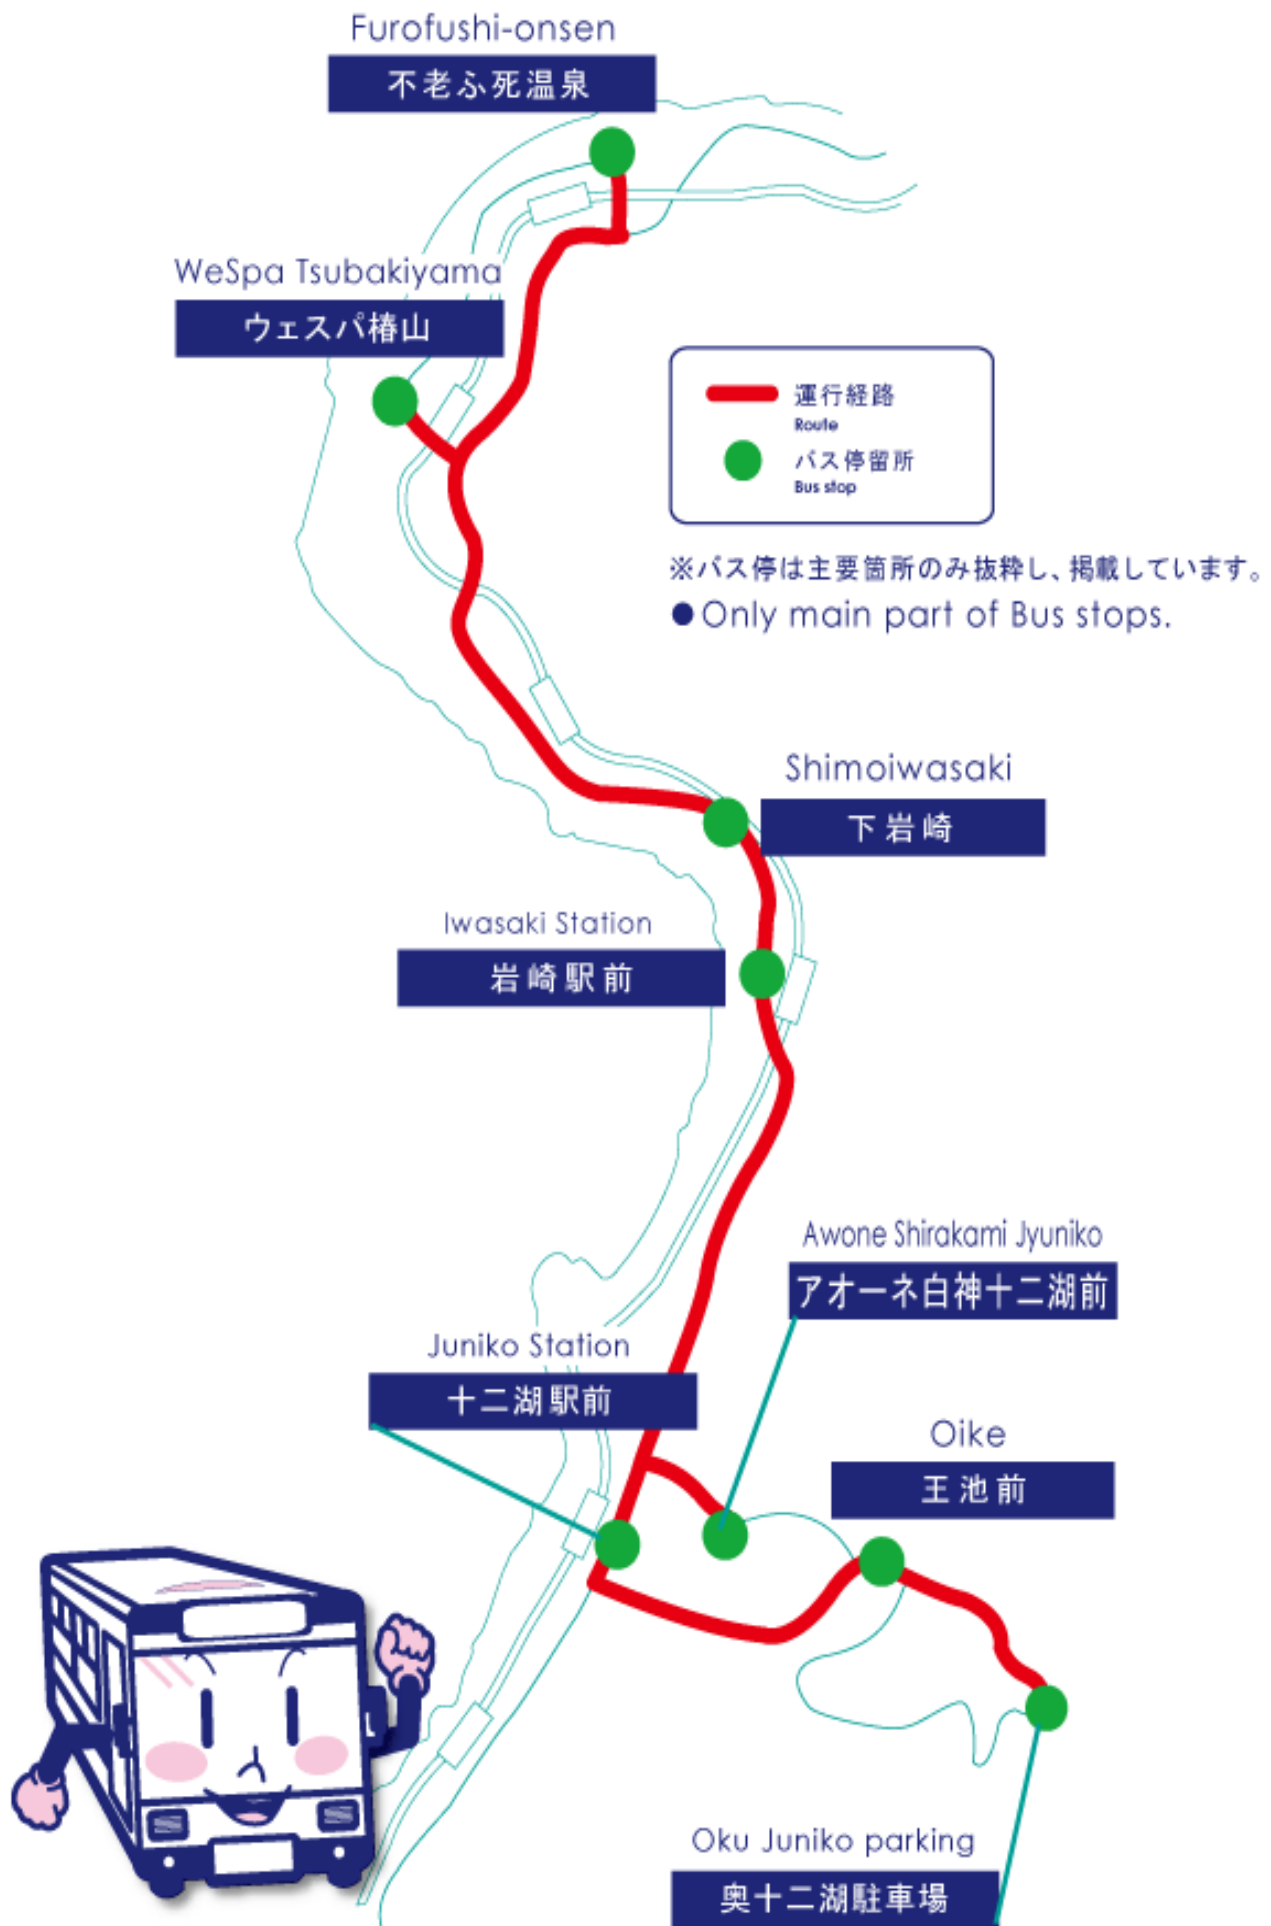 Furofushi-onsen
不老ふ死温泉
WeSpa Tsubakiyama
ウェスパ椿山
運行経路
Route
バス停留所
Bus stop
※バス停は主要箇所のみ抜粋し、掲載しています。
●Only main part of Bus stops.
Shimoiwasaki
下岩崎
Iwasaki Station
岩崎駅前
Awone Shirakami Jyuniko
アオーネ白神十二湖前
Juniko Station
十二湖駅前
Oike
王池前
Oku Juniko parking
奥十二湖駐車場